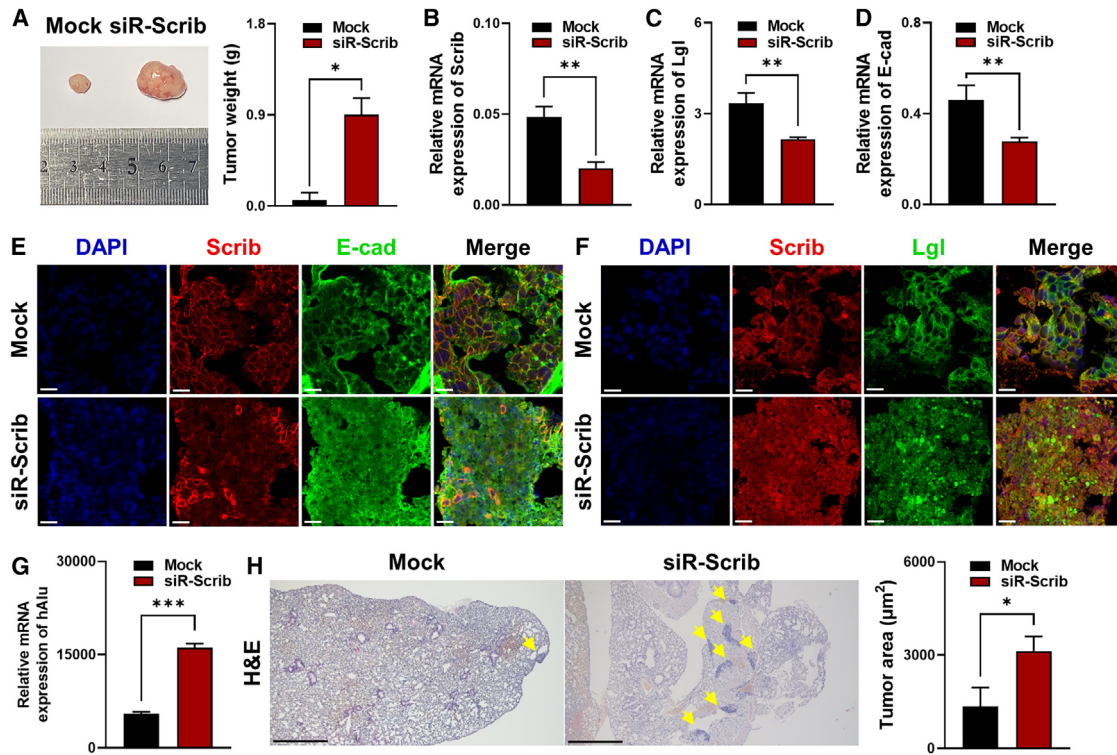 A
Mock siR-Scrib
2 3 4 5 6 7
Tumor weight (g)
1.8
0.9
0.0
Mock
siR-Scrib
*
B
Relative mRNA
expression of Scrib
0.10
0.05
0.00
Mock
siR-Scrib
**
C
Relative mRNA
expression of Lgl
6
3
0
Mock
siR-Scrib
**
D
Relative mRNA
expression of E-cad
0.8
0.4
0.0
Mock
siR-Scrib
**
E
DAPI Scrib E-cad Merge
Mock
siR-Scrib
F
DAPI Scrib Lgl Merge
Mock
siR-Scrib
G
Relative mRNA
expression of hAlu
30000
15000
0
Mock
siR-Scrib
***
H
Mock siR-Scrib
H&E
Tumor area (µm²)
6000
3000
0
Mock
siR-Scrib
*